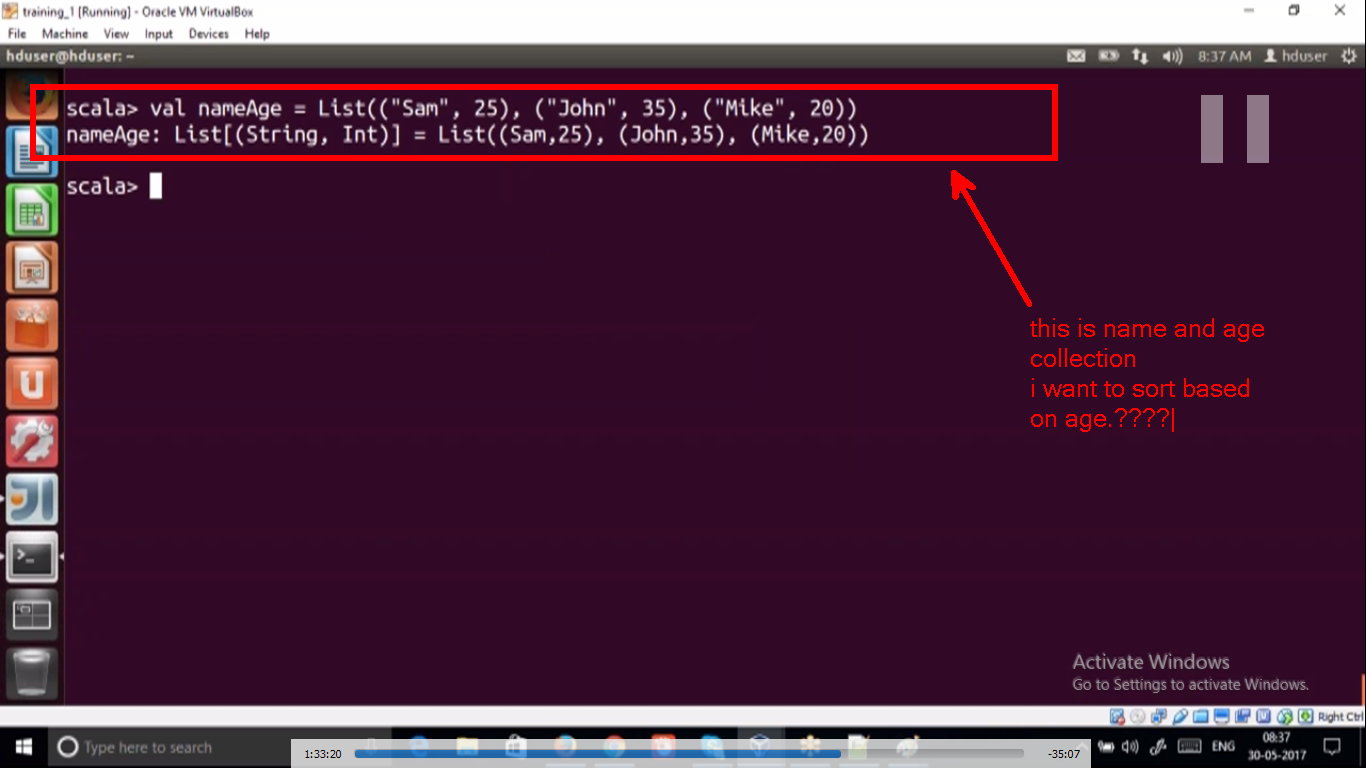 training_1 [Running] - Oracle VM VirtualBox
File Machine View Input Devices Help
hduser@hduser: ~
8:37 AM hduser
scala> val nameAge = List(("Sam", 25), ("John", 35), ("Mike", 20))
nameAge: List[(String, Int)] = List((Sam,25), (John,35), (Mike,20))
scala>
this is name and age
collection
i want to sort based
on age.????|
Activate Windows
Go to Settings to activate Windows.
Right Ctrl
Type here to search
1:33:20
-35:07
ENG
08:37
30-05-2017